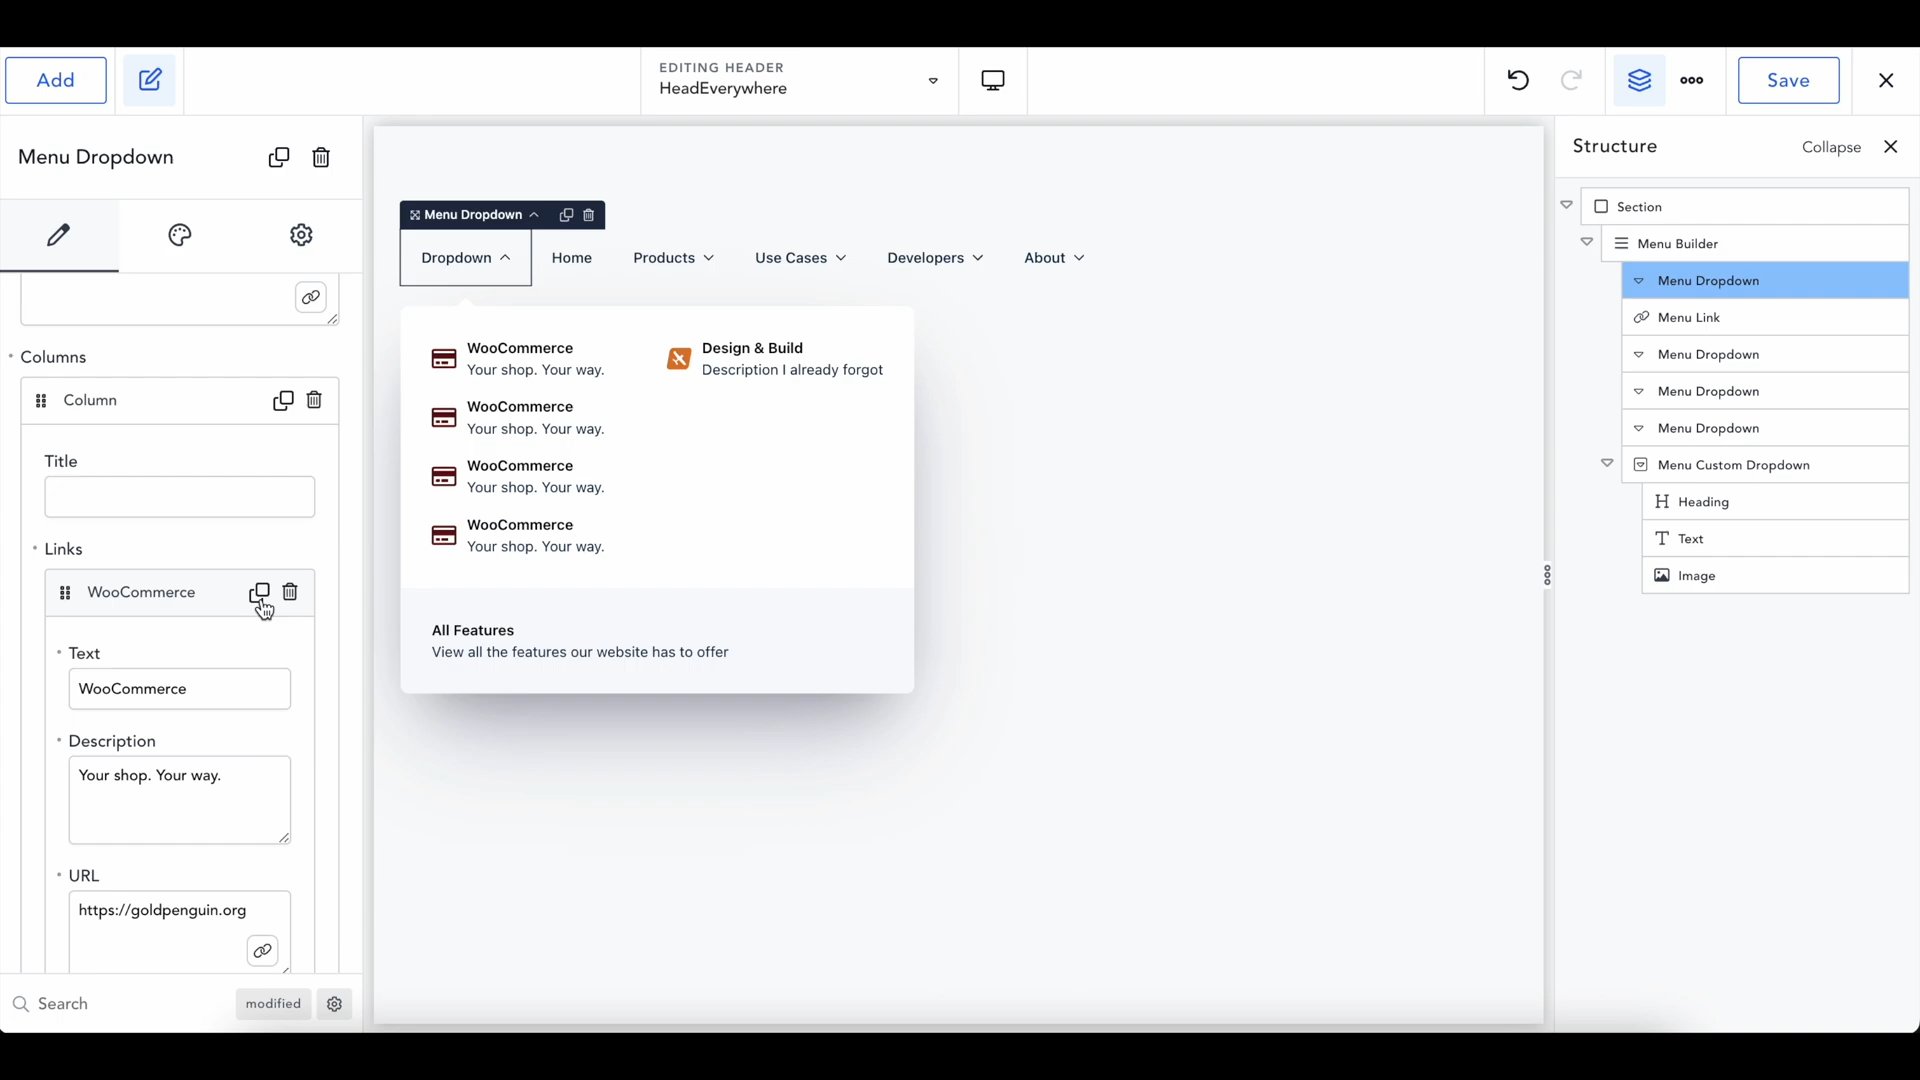 Add
EDITING HEADER
HeadEverywhere
Save
Menu Dropdown
Columns
Column
Title
Links
WooCommerce
Text
WooCommerce
Description
Your shop. Your way.
URL
https://goldpenguin.org
Search
modified
Menu Dropdown
Dropdown
Home
Products
Use Cases
Developers
About
WooCommerce
Your shop. Your way.
WooCommerce
Your shop. Your way.
WooCommerce
Your shop. Your way.
WooCommerce
Your shop. Your way.
Design & Build
Description I already forgot
All Features
View all the features our website has to offer
Structure
Collapse
Section
Menu Builder
Menu Dropdown
Menu Link
Menu Dropdown
Menu Dropdown
Menu Dropdown
Menu Custom Dropdown
Heading
Text
Image